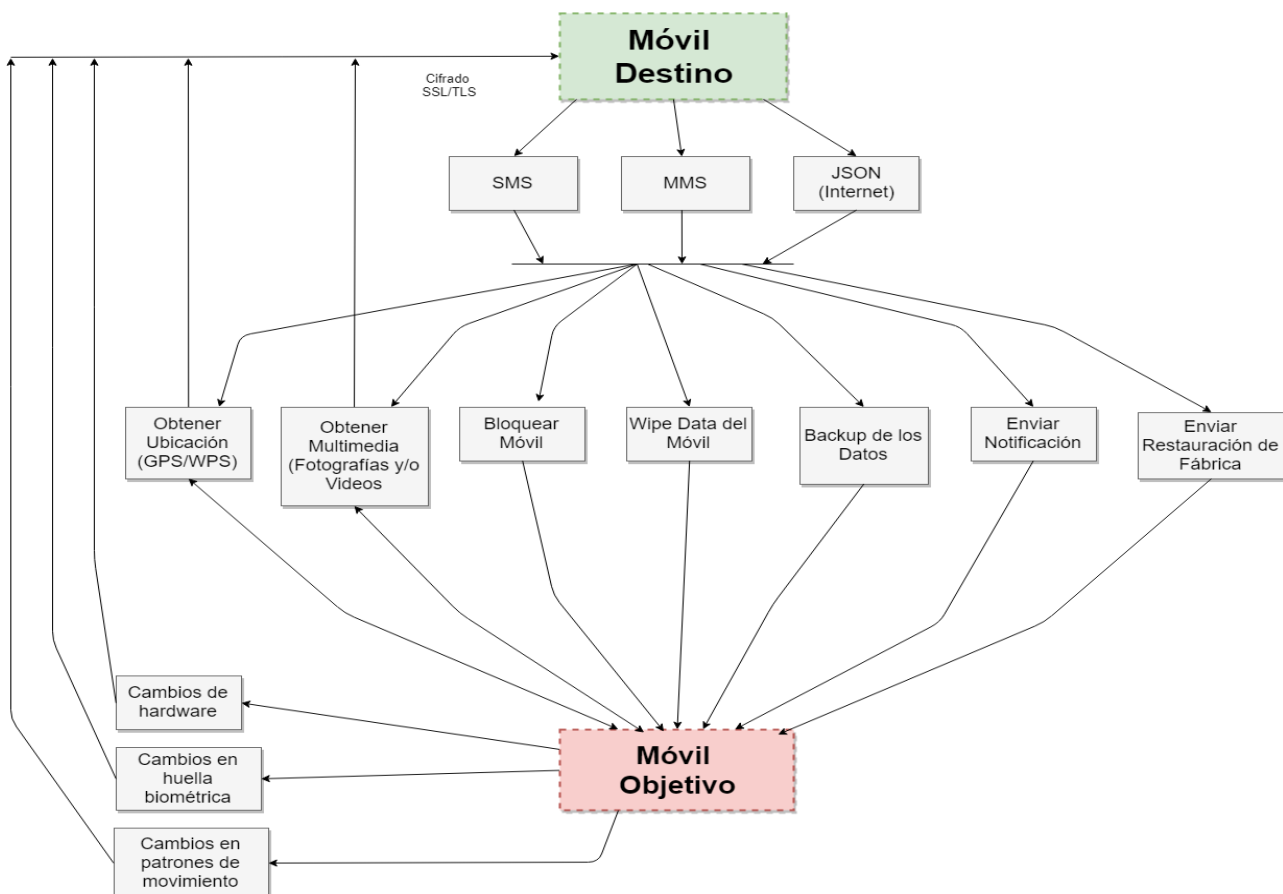 Móvil
Destino
Cifrado
SSL/TLS
SMS
MMS
JSON
(Internet)
Obtener
Ubicación
(GPS/WPS)
Obtener
Multimedia
(Fotografías y/o
Videos
Bloquear
Móvil
Wipe Data del
Móvil
Backup de los
Datos
Enviar
Notificación
Enviar
Restauración de
Fábrica
Cambios de
hardware
Cambios en
huella
biométrica
Cambios en
patrones de
movimiento
Móvil
Objetivo